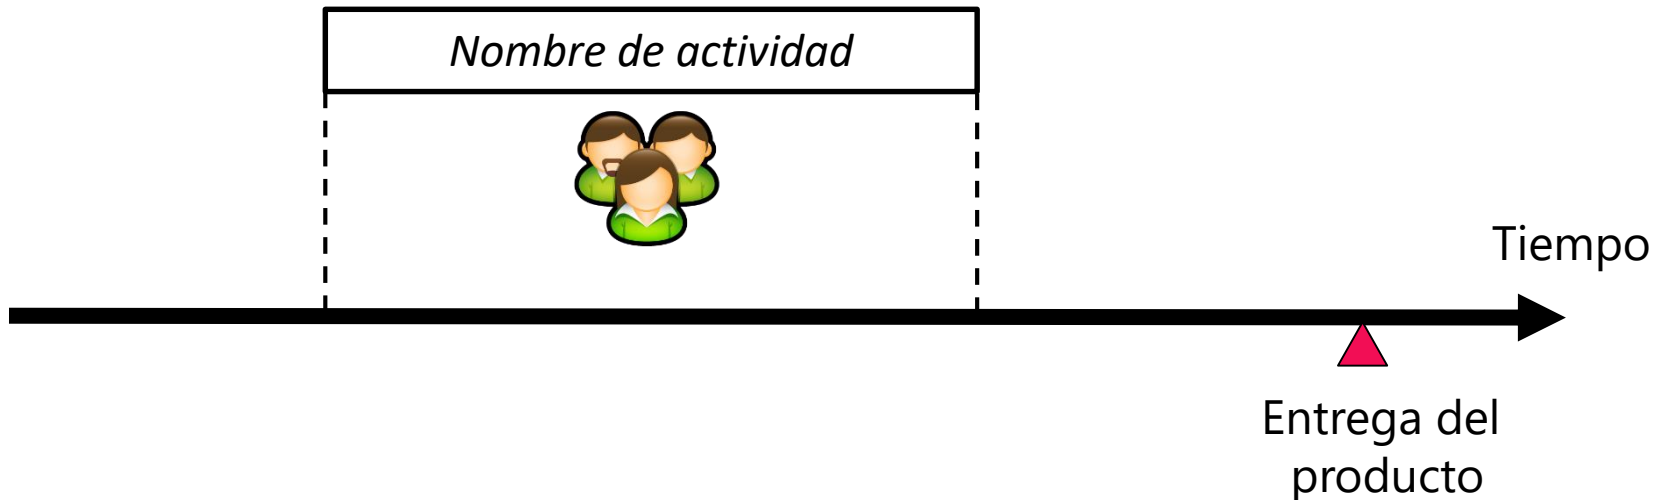 Nombre de actividad
Tiempo
Entrega del
producto